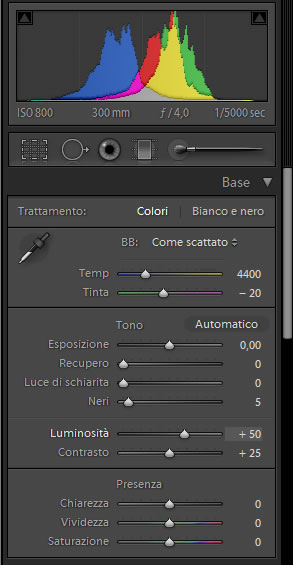 ISO 800 300 mm ƒ / 4,0 1/5000 sec
Base
Trattamento: Colori | Bianco e nero
BB: Come scattato
Temp 4400
Tinta − 20
Tono Automatico
Esposizione 0,00
Recupero 0
Luce di schiarita 0
Neri 5
Luminosità + 50
Contrasto + 25
Presenza
Chiarezza 0
Vividezza 0
Saturazione 0